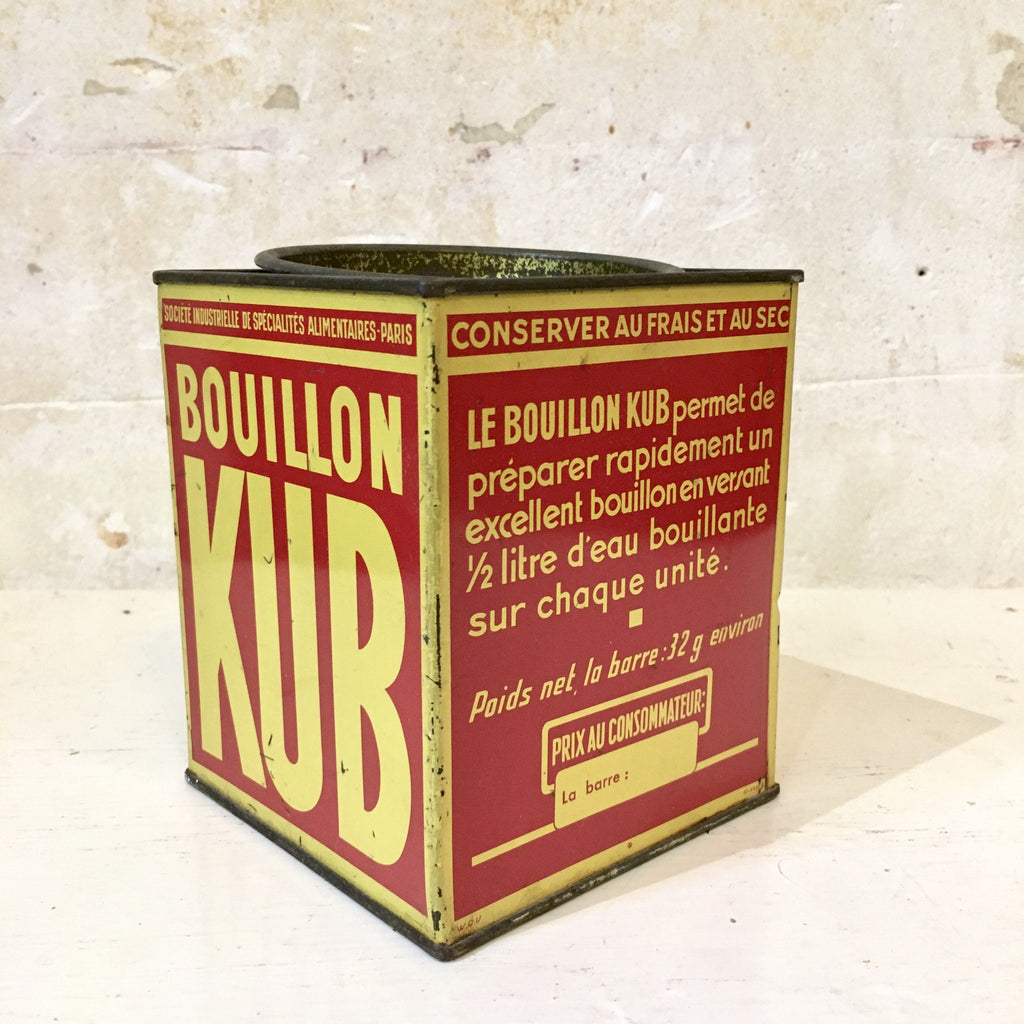 SOCIÉTÉ INDUSTRIELLE DE SPÉCIALITÉS ALIMENTAIRES-PARIS
BOUILLON
KUB
CONSERVER AU FRAIS ET AU SEC
LE BOUILLON KUB permet de
préparer rapidement un
excellent bouillon en versant
½ litre d'eau bouillante
sur chaque unité.
Poids net, la barre : 32 g environ
PRIX AU CONSOMMATEUR:
La barre :